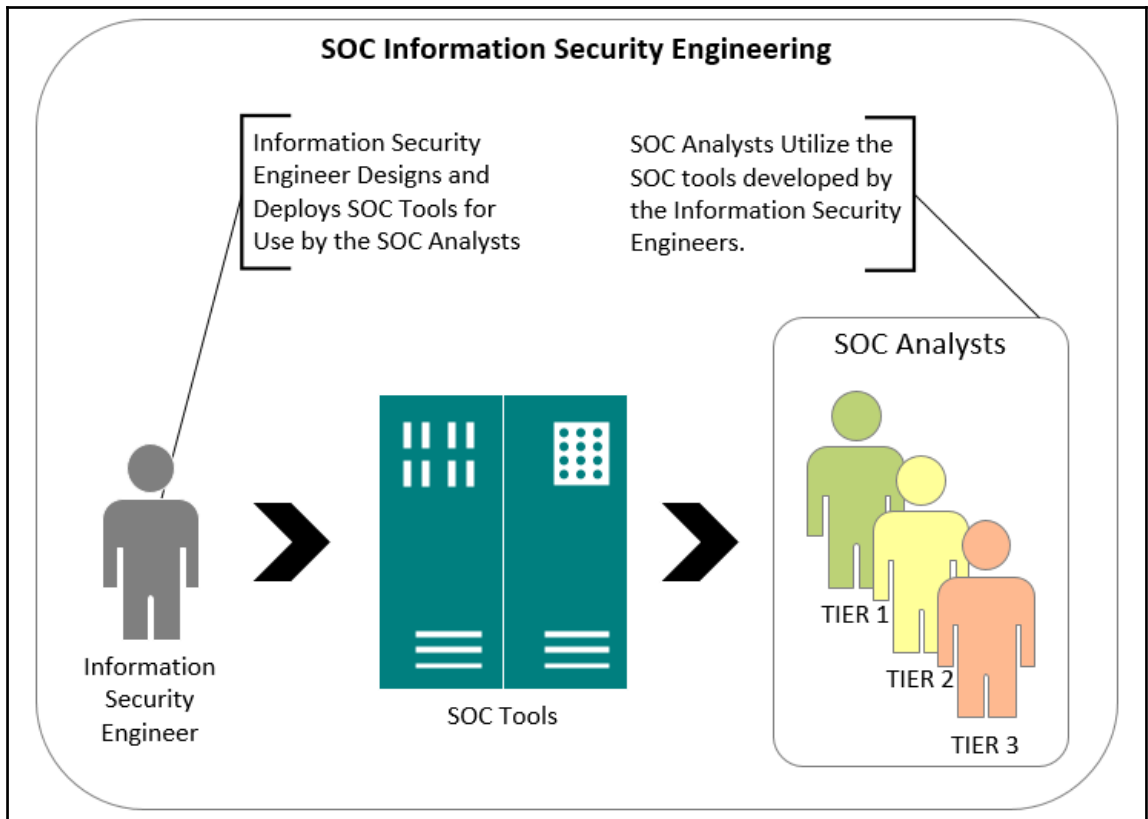 SOC Information Security Engineering
Information Security
Engineer Designs and
Deploys SOC Tools for
Use by the SOC Analysts
SOC Analysts Utilize the
SOC tools developed by
the Information Security
Engineers.
SOC Analysts
TIER 1
TIER 2
TIER 3
Information
Security
Engineer
SOC Tools